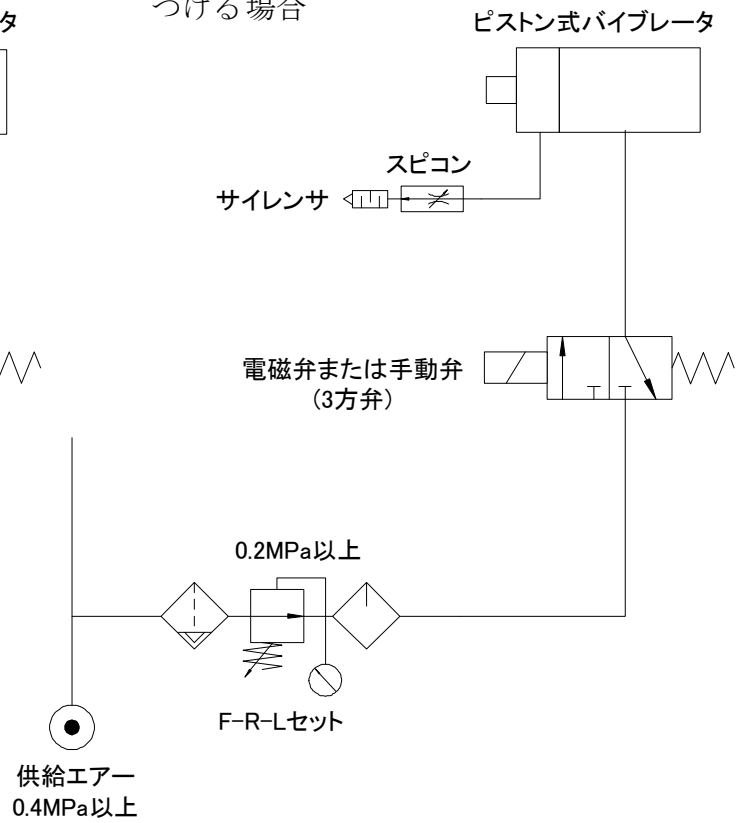 つける場合
タ
ピストン式バイブレータ
スピコン
サイレンサ
電磁弁または手動弁
(3方弁)
0.2MPa以上
F-R-Lセット
供給エアー
0.4MPa以上